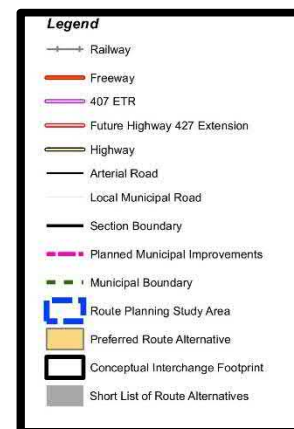 Legend
Railway
Freeway
407 ETR
Future Highway 427 Extension
Highway
Arterial Road
Local Municipal Road
Section Boundary
Planned Municipal Improvements
Municipal Boundary
Route Planning Study Area
Preferred Route Alternative
Conceptual Interchange Footprint
Short List of Route Alternatives